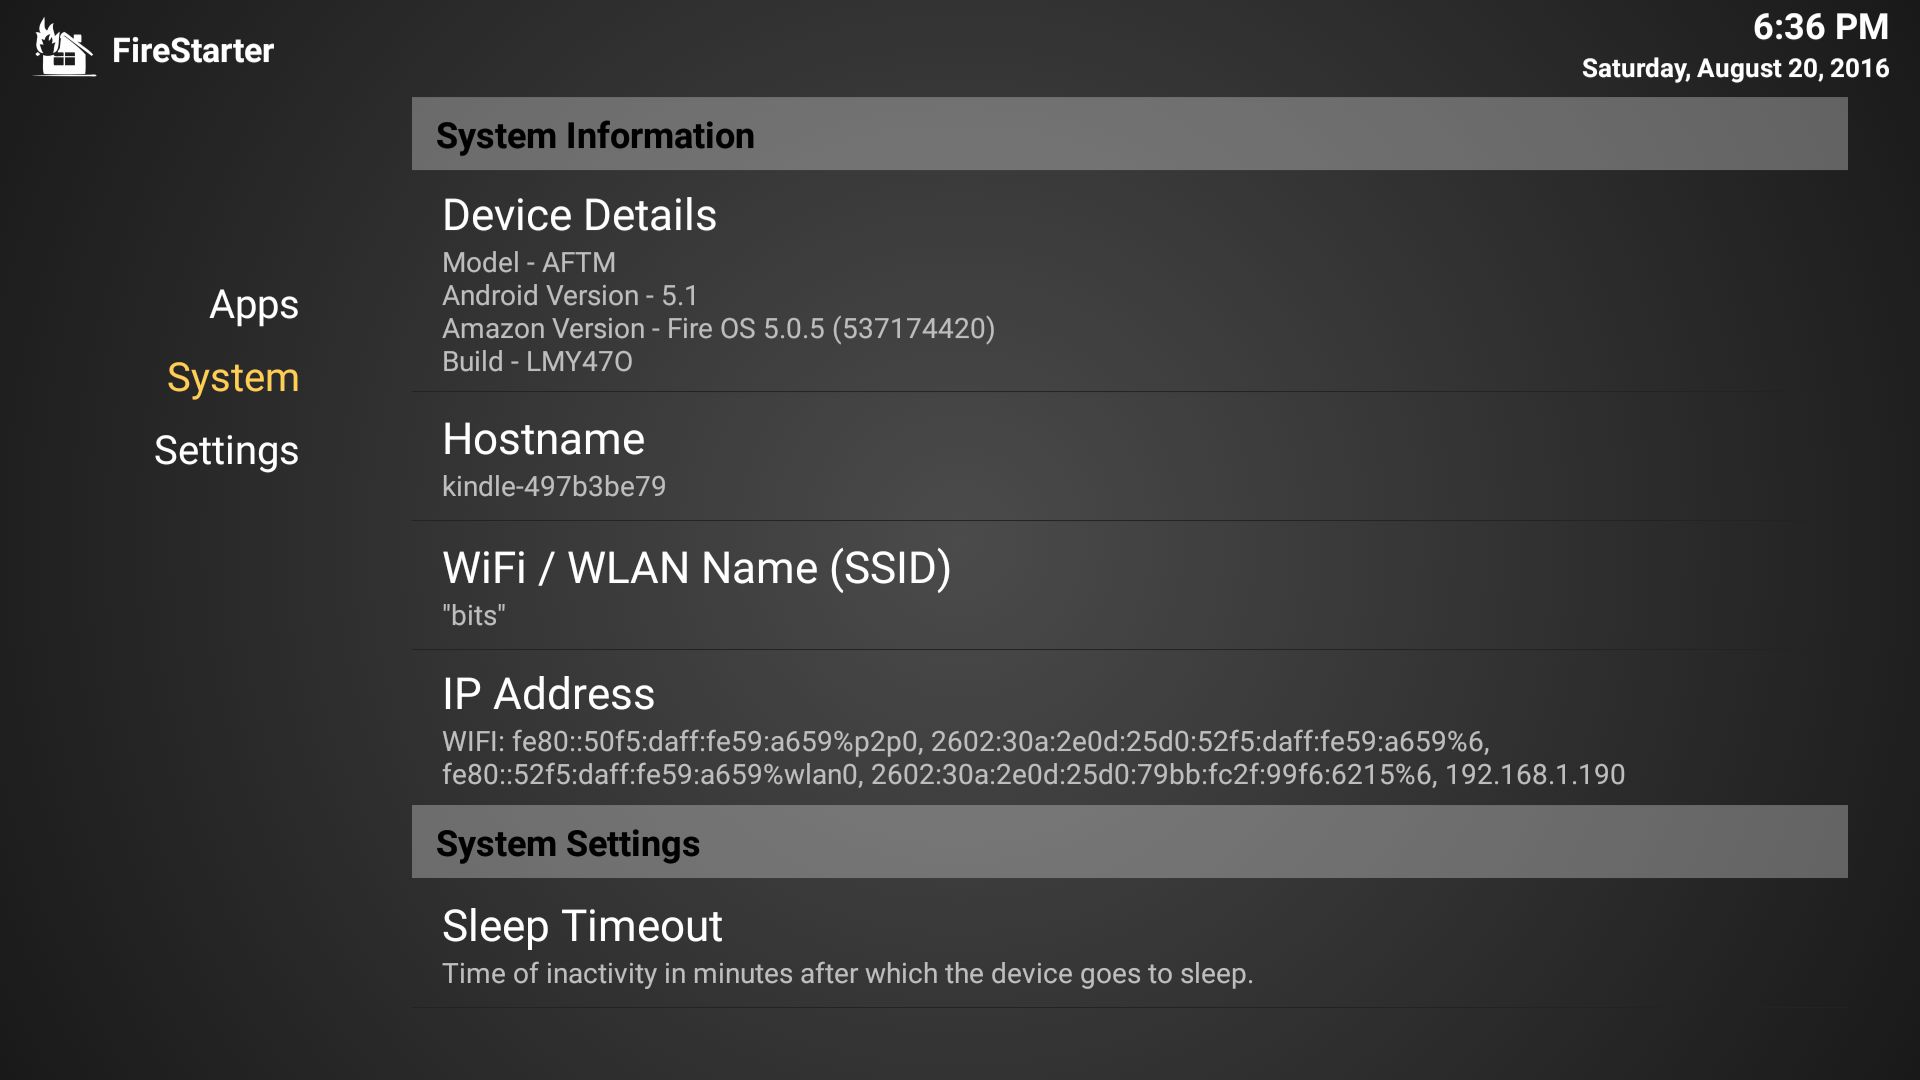 FireStarter
6:36 PM
Saturday, August 20, 2016
Apps
System
Settings
System Information
Device Details
Model - AFTM
Android Version - 5.1
Amazon Version - Fire OS 5.0.5 (537174420)
Build - LMY47O
Hostname
kindle-497b3be79
WiFi / WLAN Name (SSID)
"bits"
IP Address
WIFI: fe80::50f5:daff:fe59:a659%p2p0, 2602:30a:2e0d:25d0:52f5:daff:fe59:a659%6,
fe80::52f5:daff:fe59:a659%wlan0, 2602:30a:2e0d:25d0:79bb:fc2f:99f6:6215%6, 192.168.1.190
System Settings
Sleep Timeout
Time of inactivity in minutes after which the device goes to sleep.